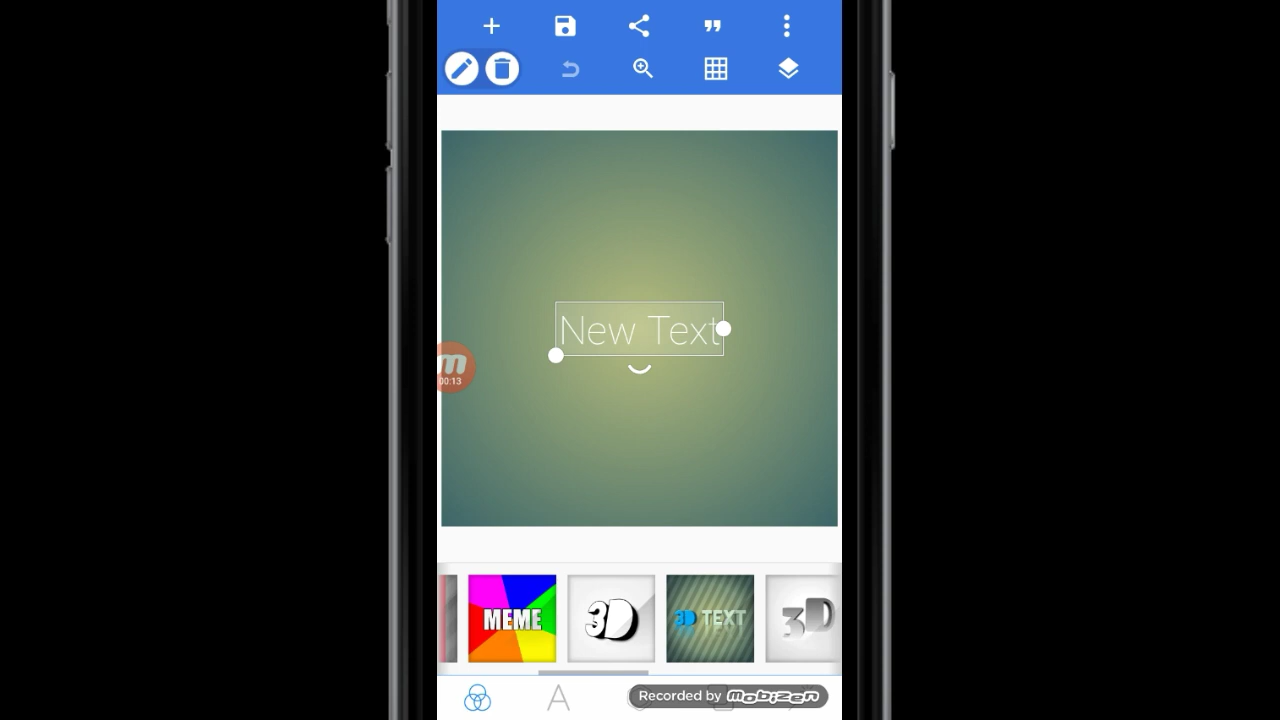 New Text
m
00:13
MEME
3D
3D TEXT
3D
A
Recorded by mobizen